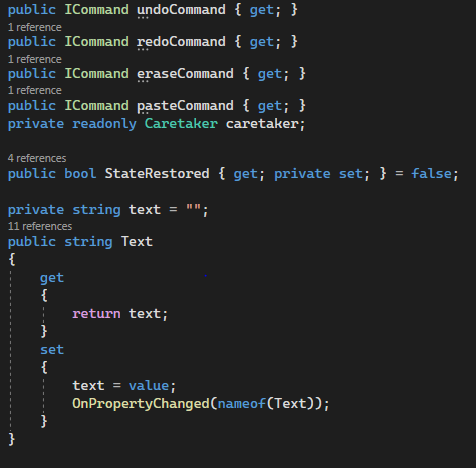 public ICommand undoCommand { get; }
1 reference
public ICommand redoCommand { get; }
1 reference
public ICommand eraseCommand { get; }
1 reference
public ICommand pasteCommand { get; }
private readonly Caretaker caretaker;
4 references
public bool StateRestored { get; private set; } = false;
private string text = "";
11 references
public string Text
{
get
{
return text;
}
set
{
text = value;
OnPropertyChanged(nameof(Text));
}
}